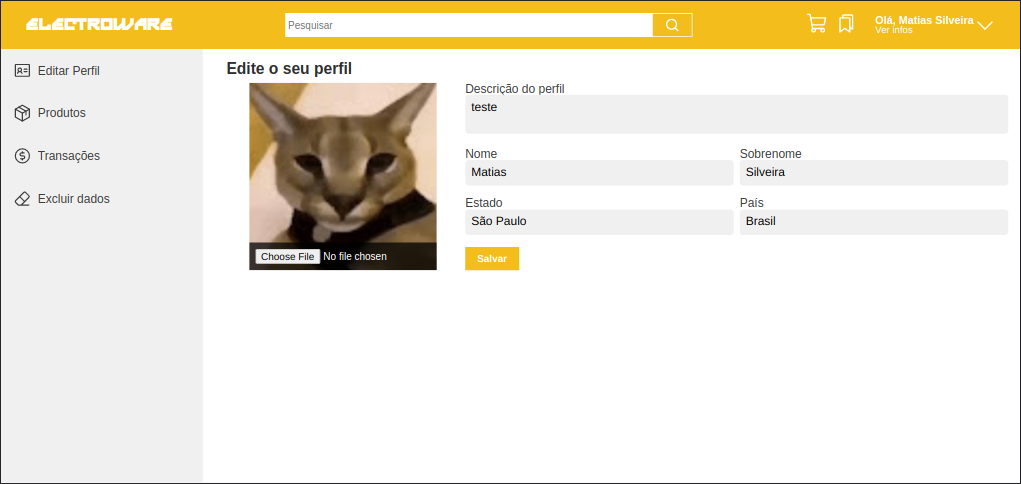 ELECTROWARE
Pesquisar
Olá, Matias Silveira
Ver infos
Editar Perfil
Produtos
Transações
Excluir dados
Edite o seu perfil
Choose File No file chosen
Descrição do perfil
teste
Nome
Sobrenome
Matias
Silveira
Estado
País
São Paulo
Brasil
Salvar